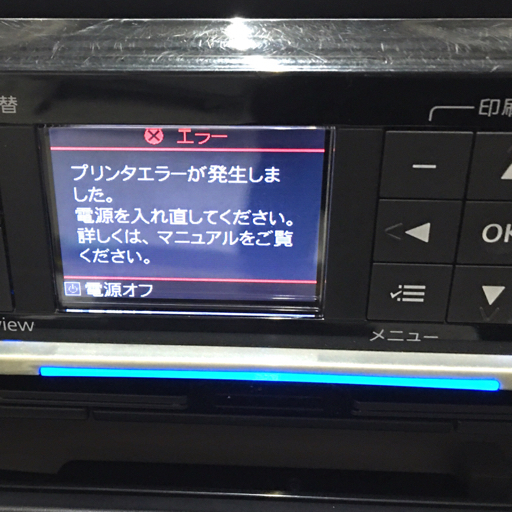 替
印刷
エラー
プリンタエラーが発生しま
した。
電源を入れ直してください。
詳しくは、マニュアルをご覧
ください。
電源オフ
OK
view
メニュー